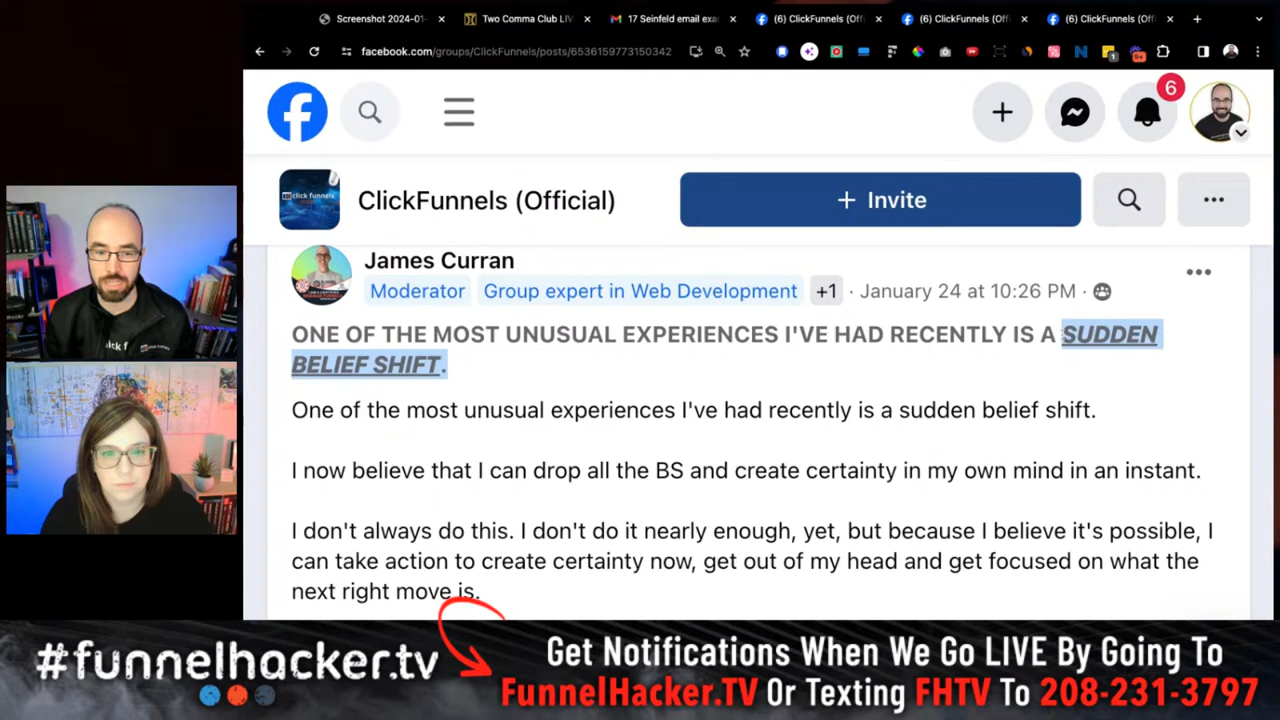 Screenshot 2024-01-
Two Comma Club LIV
17 Seinfeld email exa
(6) ClickFunnels (Offi
(6) ClickFunnels (Offi
(6) ClickFunnels (Offi
facebook.com/groups/ClickFunnels/posts/6536159773150342
1
9+
6
ClickFunnels (Official)
+ Invite
click funnels
James Curran
Moderator Group expert in Web Development +1 · January 24 at 10:26 PM ·
ONE OF THE MOST UNUSUAL EXPERIENCES I'VE HAD RECENTLY IS A SUDDEN
BELIEF SHIFT.
One of the most unusual experiences I've had recently is a sudden belief shift.
I now believe that I can drop all the BS and create certainty in my own mind in an instant.
I don't always do this. I don't do it nearly enough, yet, but because I believe it's possible, I
can take action to create certainty now, get out of my head and get focused on what the
next right move is.
#funnelhacker.tv
Get Notifications When We Go LIVE By Going To
FunnelHacker.TV Or Texting FHTV To 208-231-3797